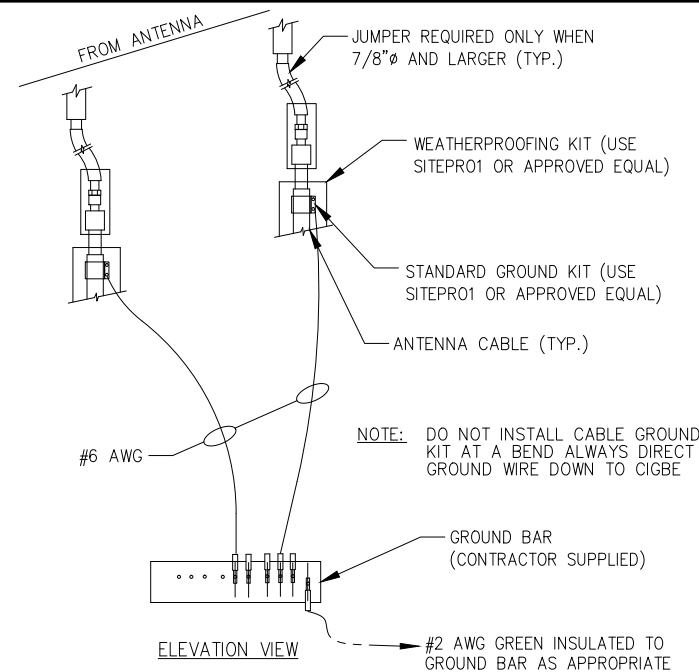 FROM ANTENNA
JUMPER REQUIRED ONLY WHEN
7/8"ø AND LARGER (TYP.)
WEATHERPROOFING KIT (USE
SITEPRO1 OR APPROVED EQUAL)
STANDARD GROUND KIT (USE
SITEPRO1 OR APPROVED EQUAL)
ANTENNA CABLE (TYP.)
NOTE: DO NOT INSTALL CABLE GROUND
KIT AT A BEND ALWAYS DIRECT
GROUND WIRE DOWN TO CIGBE
#6 AWG
GROUND BAR
(CONTRACTOR SUPPLIED)
ELEVATION VIEW
#2 AWG GREEN INSULATED TO
GROUND BAR AS APPROPRIATE